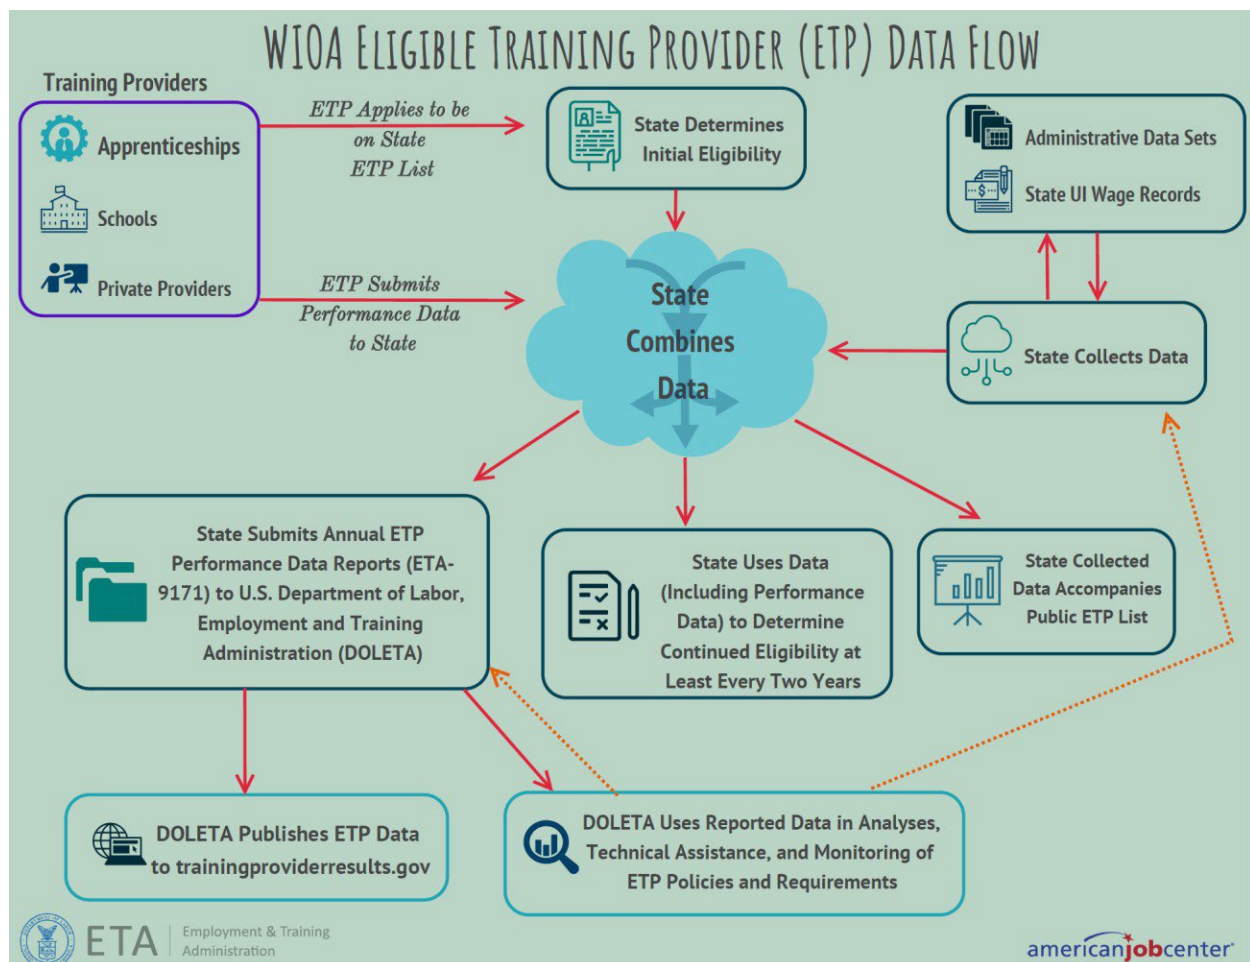 WIOA ELIGIBLE TRAINING PROVIDER (ETP) DATA FLOW
Training Providers
Apprenticeships
Schools
Private Providers
ETP Applies to be
on State
ETP List
ETP Submits
Performance Data
to State
State Determines
Initial Eligibility
Administrative Data Sets
State UI Wage Records
State Collects Data
State
Combines
Data
State Submits Annual ETP
Performance Data Reports (ETA-
9171) to U.S. Department of Labor,
Employment and Training
Administration (DOLETA)
State Uses Data
(Including Performance
Data) to Determine
Continued Eligibility at
Least Every Two Years
State Collected
Data Accompanies
Public ETP List
DOLETA Publishes ETP Data
to trainingproviderresults.gov
DOLETA Uses Reported Data in Analyses,
Technical Assistance, and Monitoring of
ETP Policies and Requirements
ETA
Employment & Training
Administration
americanjobcenter